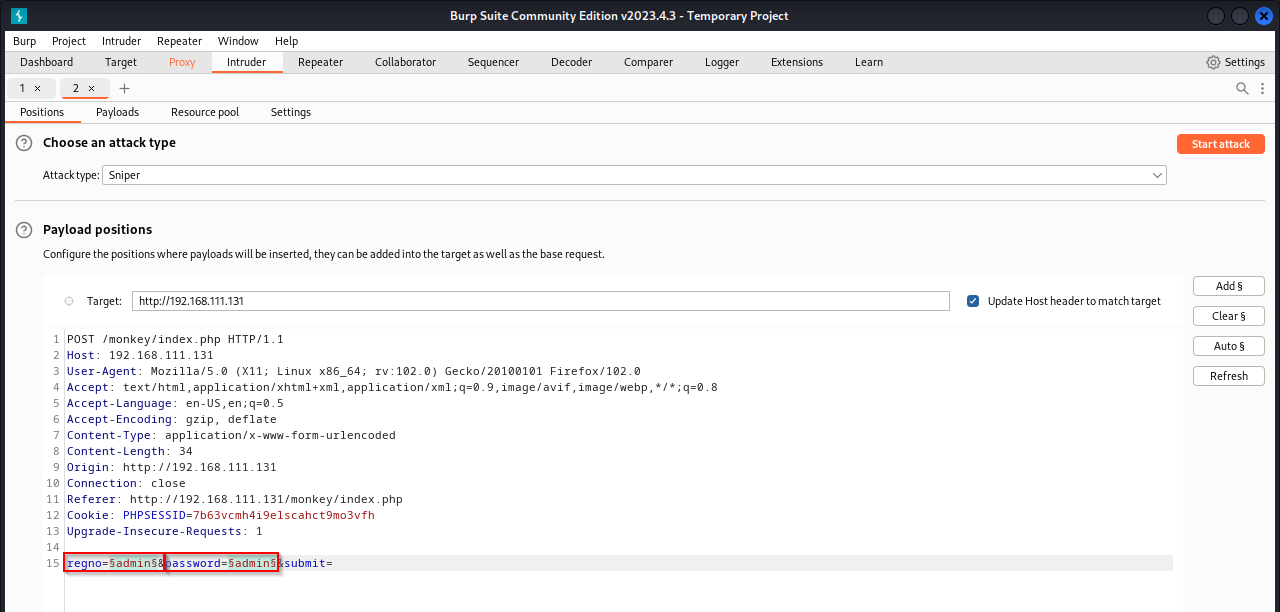 Burp Suite Community Edition v2023.4.3 - Temporary Project
Burp Project Intruder Repeater Window Help
Dashboard Target Proxy Intruder Repeater Collaborator Sequencer Decoder Comparer Logger Extensions Learn Settings
1 × 2 × +
Positions Payloads Resource pool Settings
? Choose an attack type
Start attack
Attack type: Sniper
? Payload positions
Configure the positions where payloads will be inserted, they can be added into the target as well as the base request.
Target: http://192.168.111.131 Update Host header to match target
Add §
Clear §
Auto §
Refresh
1 POST /monkey/index.php HTTP/1.1
2 Host: 192.168.111.131
3 User-Agent: Mozilla/5.0 (X11; Linux x86_64; rv:102.0) Gecko/20100101 Firefox/102.0
4 Accept: text/html,application/xhtml+xml,application/xml;q=0.9,image/avif,image/webp,*/*;q=0.8
5 Accept-Language: en-US,en;q=0.5
6 Accept-Encoding: gzip, deflate
7 Content-Type: application/x-www-form-urlencoded
8 Content-Length: 34
9 Origin: http://192.168.111.131
10 Connection: close
11 Referer: http://192.168.111.131/monkey/index.php
12 Cookie: PHPSESSID=7b63vcmh4i9elscahct9mo3vfh
13 Upgrade-Insecure-Requests: 1
14
15 regno=§admin§&password=§admin§&submit=